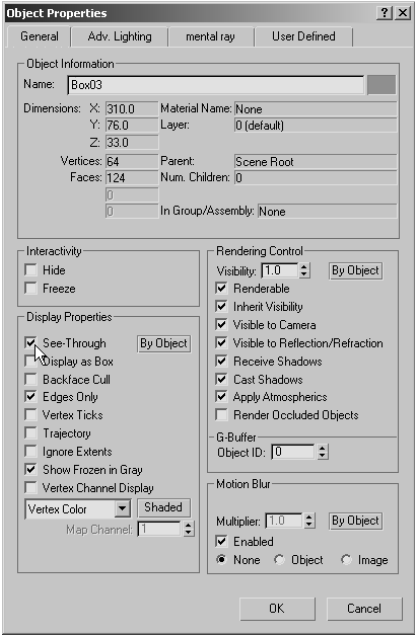 Object Properties
General Adv. Lighting mental ray User Defined
Object Information
Name: Box03
Dimensions: X: 310.0 Material Name: None
Y: 76.0 Layer: 0 (default)
Z: 33.0
Vertices: 64 Parent: Scene Root
Faces: 124 Num. Children: 0
0
0 In Group/Assembly: None
Interactivity
Hide
Freeze
Display Properties
See-Through By Object
Display as Box
Backface Cull
Edges Only
Vertex Ticks
Trajectory
Ignore Extents
Show Frozen in Gray
Vertex Channel Display
Vertex Color Shaded
Map Channel: 1
Rendering Control
Visibility: 1.0 By Object
Renderable
Inherit Visibility
Visible to Camera
Visible to Reflection/Refraction
Receive Shadows
Cast Shadows
Apply Atmospherics
Render Occluded Objects
G-Buffer
Object ID: 0
Motion Blur
Multiplier: 1.0 By Object
Enabled
None Object Image
OK Cancel